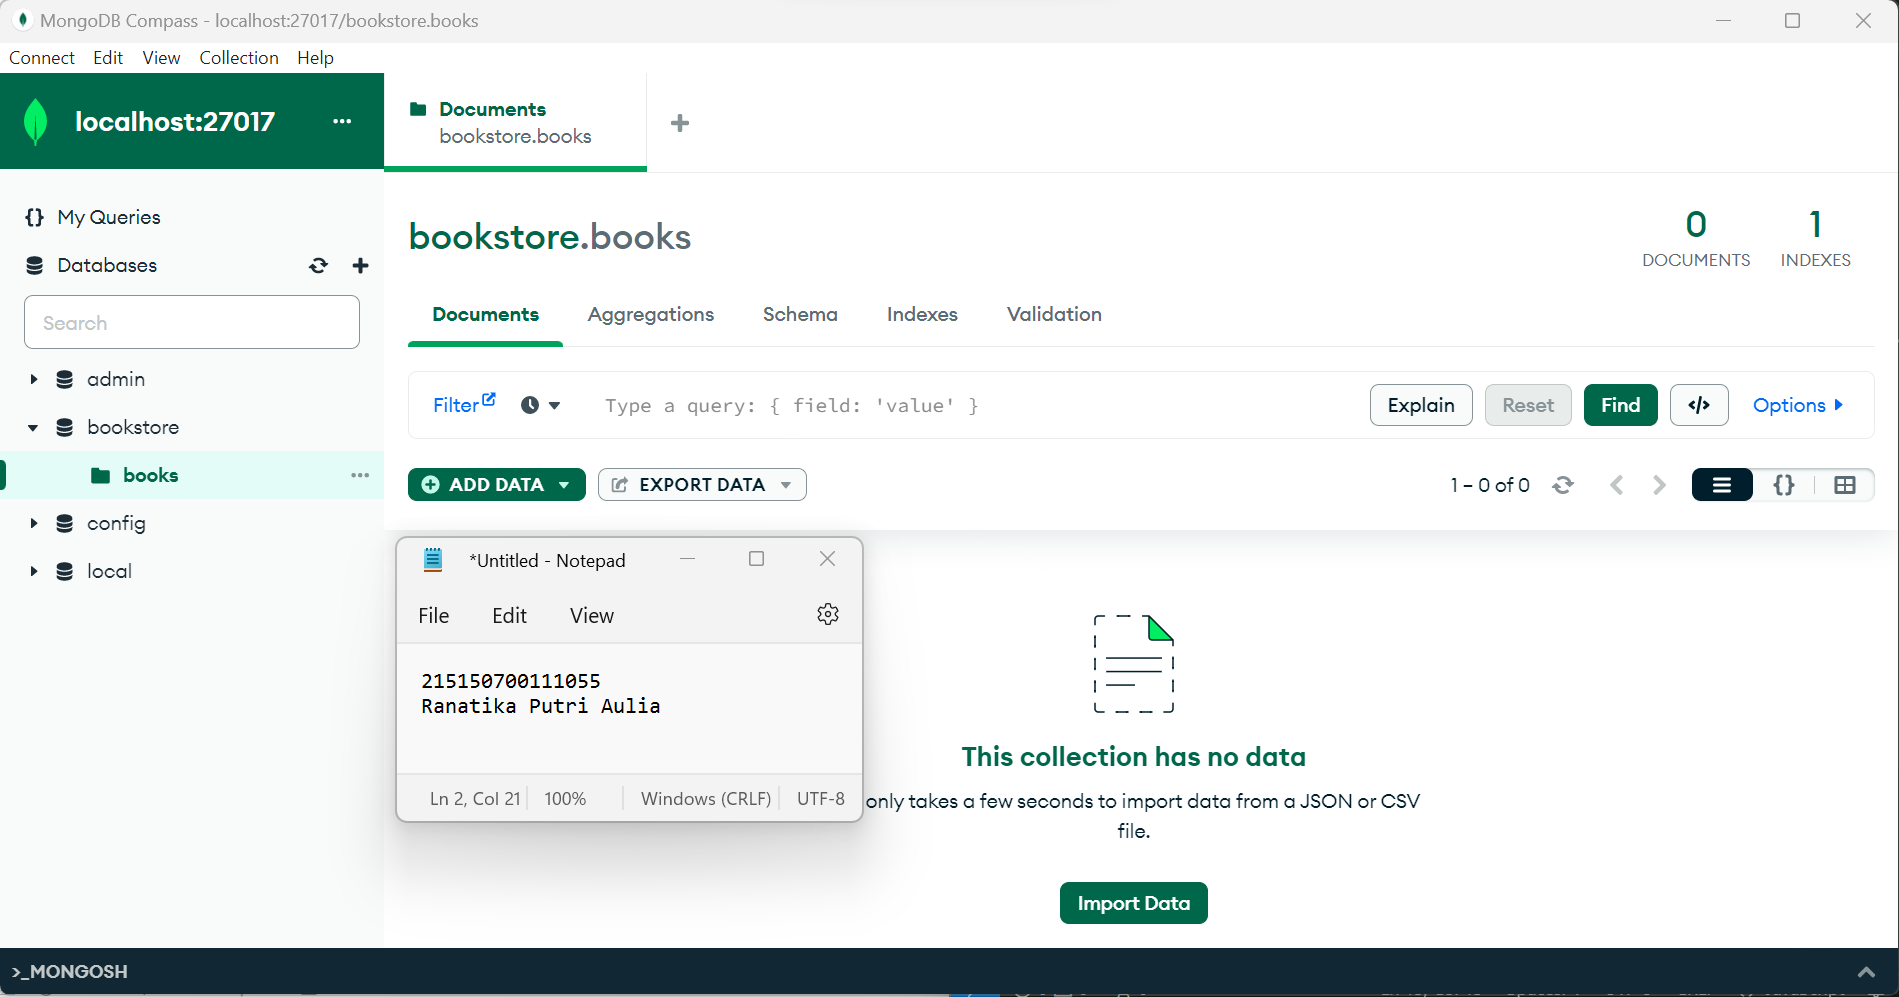 MongoDB Compass - localhost:27017/bookstore.books
Connect Edit View Collection Help
localhost:27017
Documents
bookstore.books
My Queries
Databases
Search
admin
bookstore
books
config
local
bookstore.books
0
DOCUMENTS
1
INDEXES
Documents Aggregations Schema Indexes Validation
Filter
Type a query: { field: 'value' }
Explain Reset Find </> Options
ADD DATA EXPORT DATA
1 – 0 of 0
*Untitled - Notepad
File Edit View
215150700111055
Ranatika Putri Aulia
Ln 2, Col 21 100% Windows (CRLF) UTF-8
This collection has no data
only takes a few seconds to import data from a JSON or CSV
file.
Import Data
>_MONGOSH